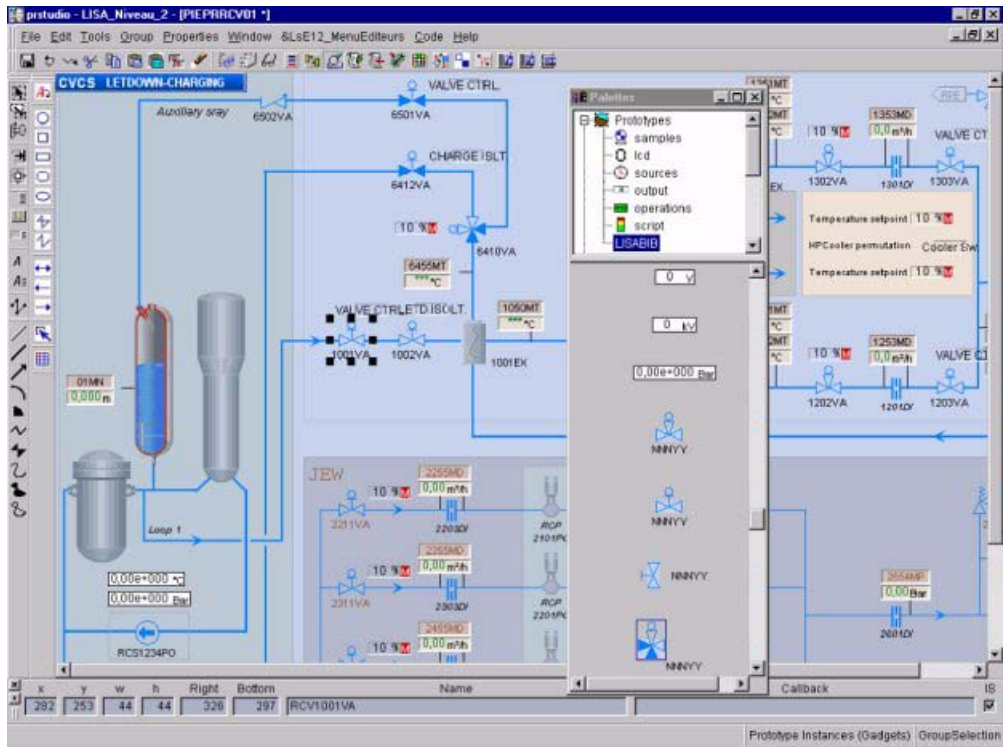 prstudio - LISA_Niveau_2 - [PIEPRRCV01 *]
File Edit Tools Group Properties Window &LsE12_MenuEditeurs Code Help
CVCS LETDOWN-CHARGING
Auxiliary sray
6502VA
VALVE CTRL
6501VA
CHARGE ISLT
6412VA
10 % M
6410VA
6455MT
*** °C
VALVE CTRL ETD.ISOLT.
1001VA
1002VA
1001EX
1050MT
*** °C
01MN
0,000 m
Loop 1
0,00e+000 °C
0,00e+000 Bar
RCS1234PO
JEW
2255MD
10 % M
0,00 m³/h
2211VA
2203DI
RCP
2101PO
2355MD
10 % M
0,00 m³/h
2311VA
2303DI
RCP
2201PO
2455MD
10 % M
0,00 m³/h
Palettes
Prototypes
samples
lcd
sources
output
operations
script
LISABIB
0 V
0 kV
0,00e+000 Bar
NNNYY
NNNYY
NNNYY
NNNYY
°C
10 % M
1353MD
0,0 m³/h
VALVE CT
1302VA
1301DI
1303VA
EX
Temperature setpoint 10 % M
HPCooler permutation Cooler Sw
Temperature setpoint 10 % M
°C
10 % M
1253MD
0,0 m³/h
VALVE C
1202VA
1201DI
1203VA
2654MP
0,00 Bar
2601DI
x y w h Right Bottom Name Callback IS
282 253 44 44 326 297 RCV1001VA
Prototype Instances (Gadgets) GroupSelection